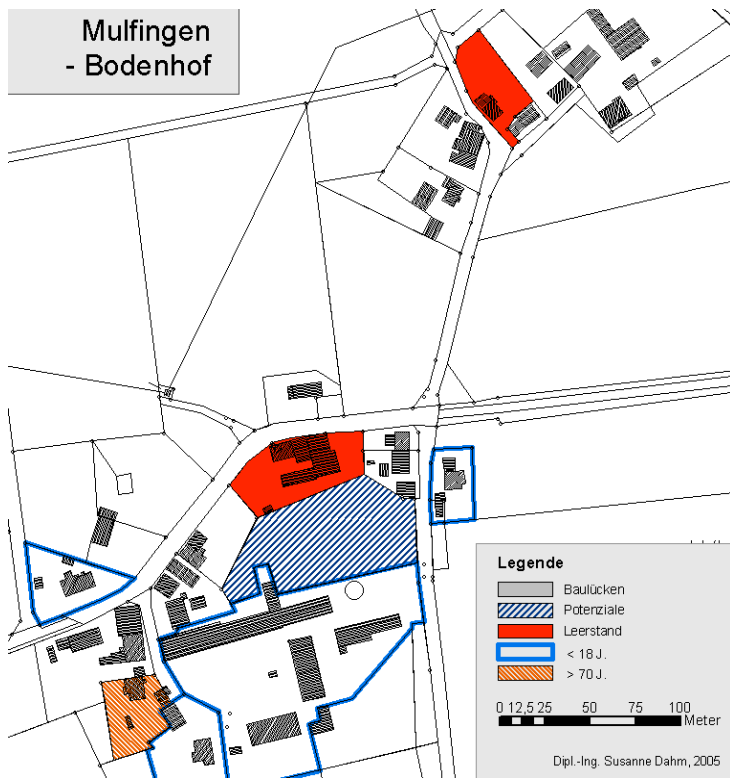 Mulfingen
- Bodenhof
Legende
Baulücken
Potenziale
Leerstand
< 18 J.
> 70 J.
0 12,5 25 50 75 100
Meter
Dipl.-Ing. Susanne Dahm, 2005